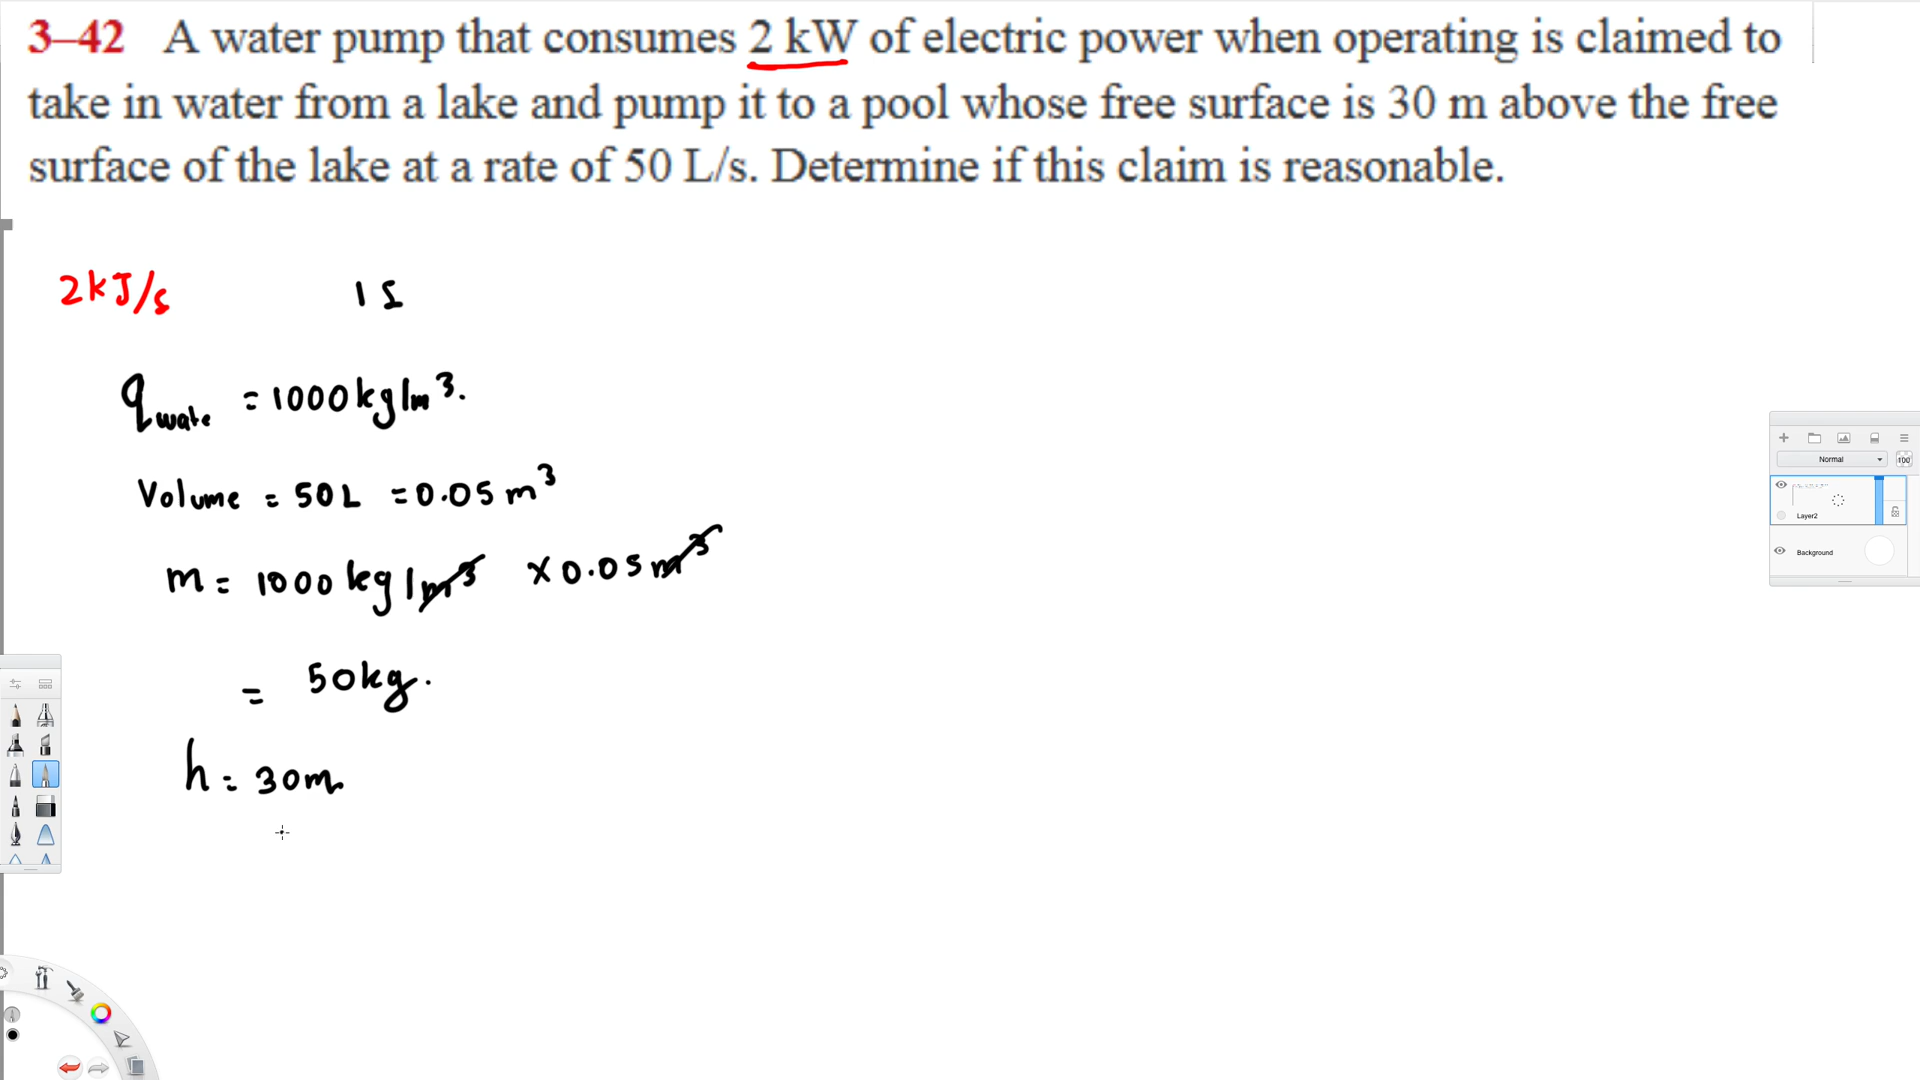 3–42 A water pump that consumes 2 kW of electric power when operating is claimed to
take in water from a lake and pump it to a pool whose free surface is 30 m above the free
surface of the lake at a rate of 50 L/s. Determine if this claim is reasonable.
2kJ/s 1 s
q wate = 1000kg/m³.
Volume = 50L = 0.05 m³
m = 1000 kg/m³ × 0.05 m³
= 50kg.
h = 30m
Normal
100
Layer2
Background